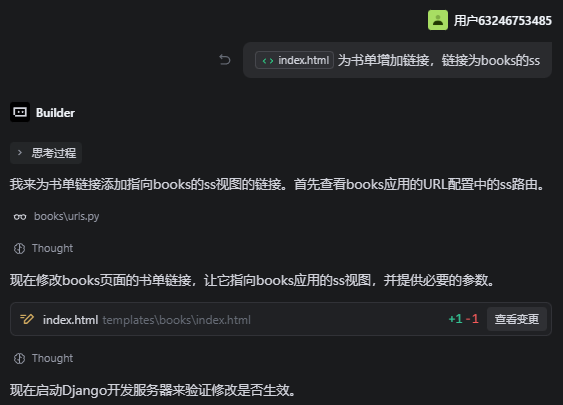 用户63246753485
index.html 为书单增加链接，链接为books的ss
Builder
思考过程
我来为书单链接添加指向books的ss视图的链接。首先查看books应用的URL配置中的ss路由。
books\urls.py
Thought
现在修改books页面的书单链接，让它指向books应用的ss视图，并提供必要的参数。
index.html templates\books\index.html +1 -1 查看变更
Thought
现在启动Django开发服务器来验证修改是否生效。